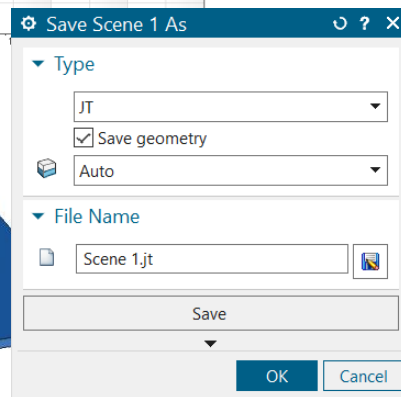 Save Scene 1 As
?
Type
JT
Save geometry
Auto
File Name
Scene 1.jt
Save
OK
Cancel